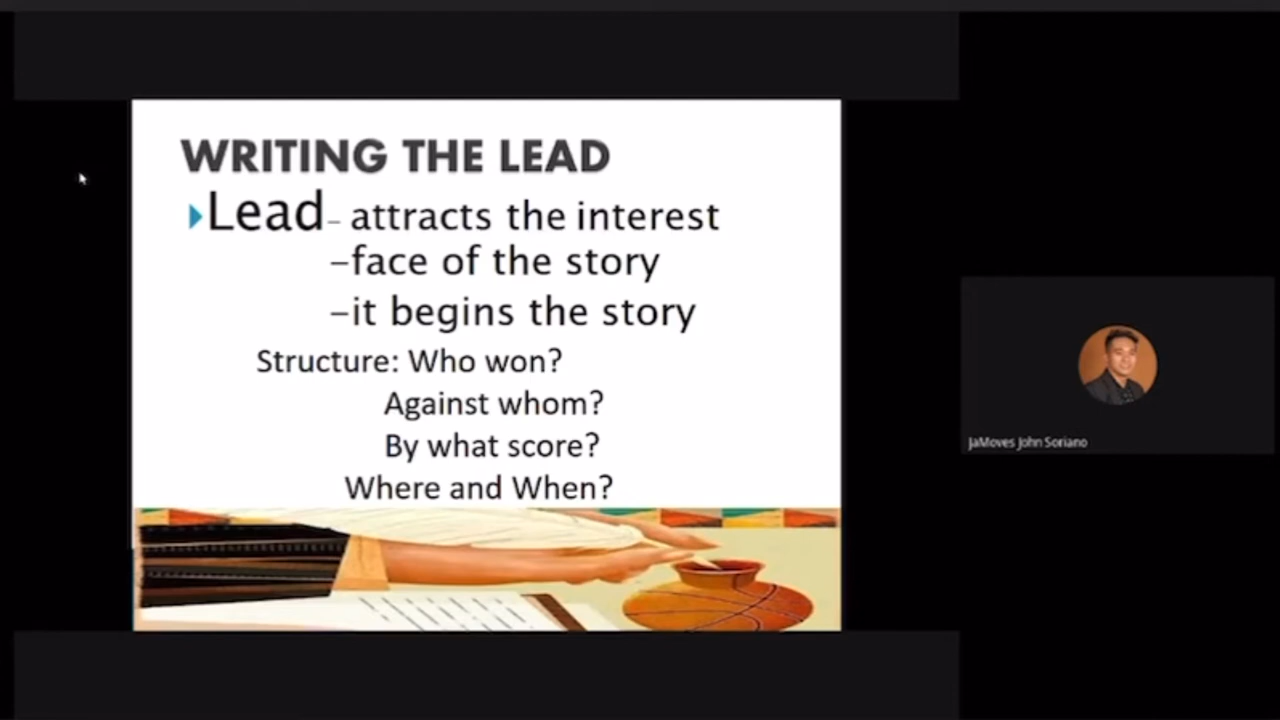 WRITING THE LEAD
Lead- attracts the interest
-face of the story
-it begins the story
Structure: Who won?
Against whom?
By what score?
Where and When?
JaMoves John Soriano